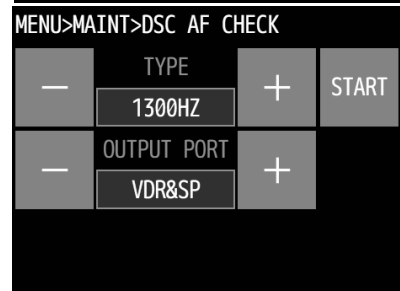 MENU>MAINT>DSC AF CHECK
TYPE
− 1300HZ + START
OUTPUT PORT
− VDR&SP +